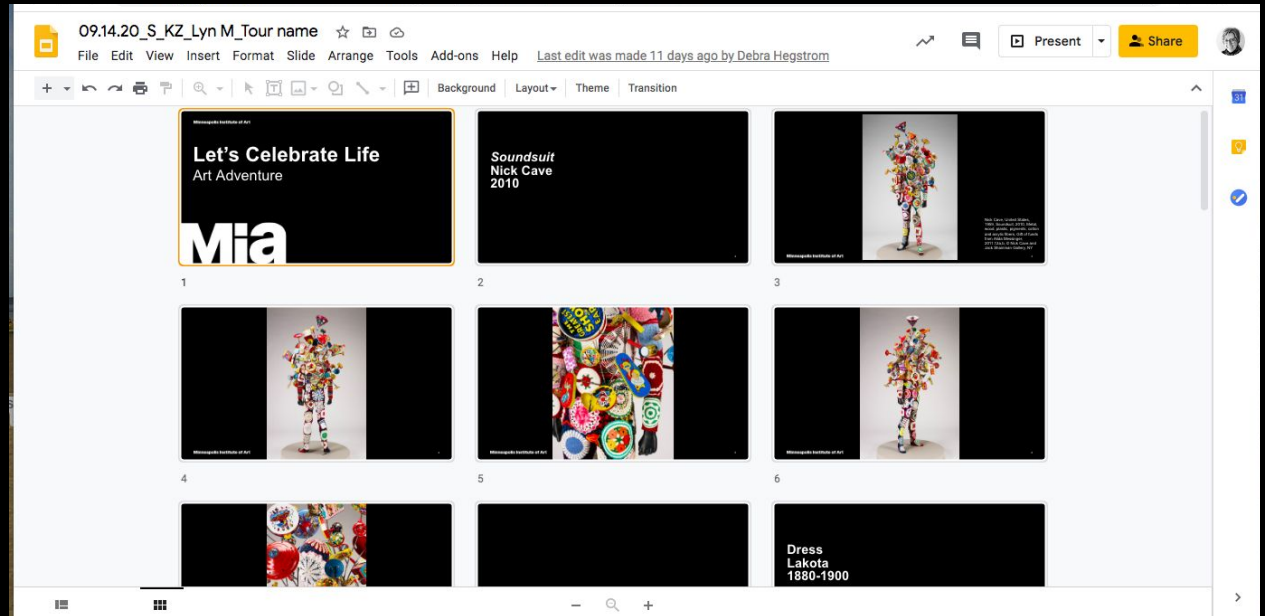 09.14.20_S_KZ_Lyn M_Tour name
File Edit View Insert Format Slide Arrange Tools Add-ons Help Last edit was made 11 days ago by Debra Hegstrom
Present
Share
Background Layout Theme Transition
31
Minneapolis Institute of Art
Let's Celebrate Life
Art Adventure
Mia
1
Soundsuit
Nick Cave
2010
2
Minneapolis Institute of Art
3
Minneapolis Institute of Art
4
Minneapolis Institute of Art
5
Minneapolis Institute of Art
6
Dress
Lakota
1880-1900